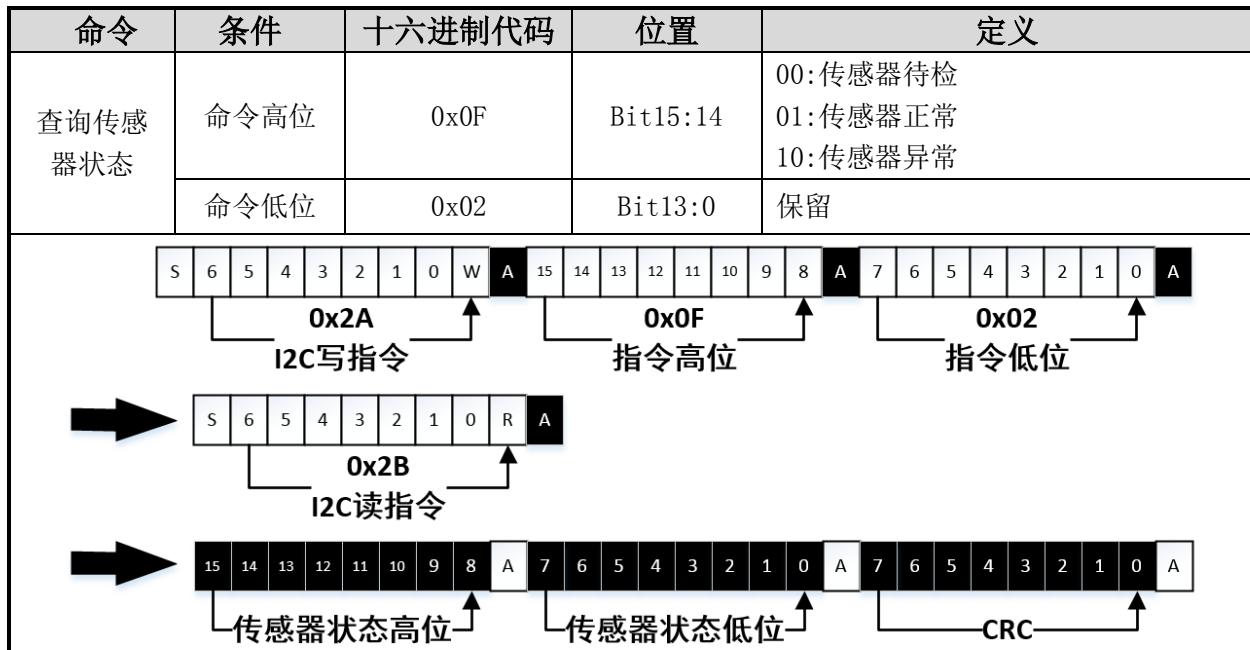 命令 条件 十六进制代码 位置 定义
查询传感器状态 命令高位 0x0F Bit15:14 00:传感器待检
01:传感器正常
10:传感器异常
命令低位 0x02 Bit13:0 保留
S 6 5 4 3 2 1 0 W A 15 14 13 12 11 10 9 8 A 7 6 5 4 3 2 1 0 A
0x2A 0x0F 0x02
I2C写指令 指令高位 指令低位
S 6 5 4 3 2 1 0 R A
0x2B
I2C读指令
15 14 13 12 11 10 9 8 A 7 6 5 4 3 2 1 0 A 7 6 5 4 3 2 1 0 A
传感器状态高位 传感器状态低位 CRC